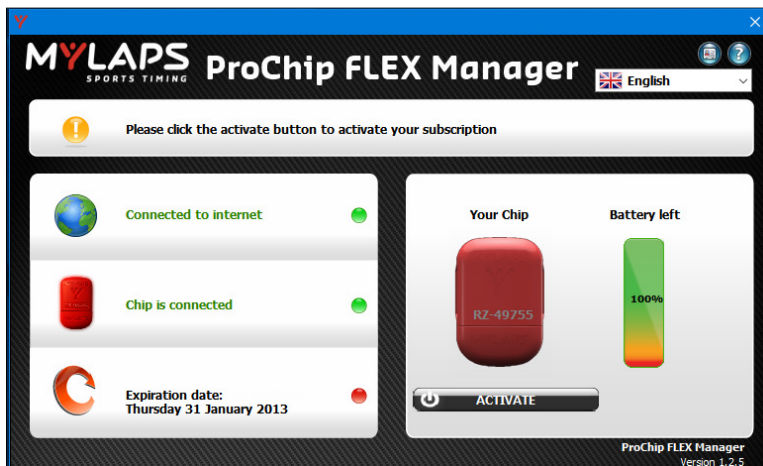 MYLAPS
SPORTS TIMING
ProChip FLEX Manager
English
Please click the activate button to activate your subscription
Connected to internet
Chip is connected
Expiration date:
Thursday 31 January 2013
Your Chip
Battery left
RZ-49755
100%
ACTIVATE
ProChip FLEX Manager
Version 1.2.5